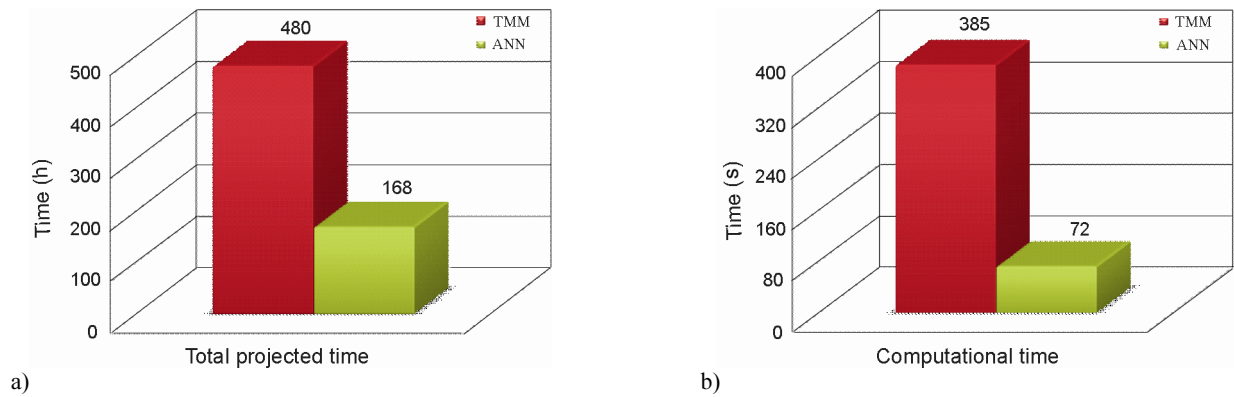 480
TMM
ANN
500
400
300
200
100
0
Time (h)
168
Total projected time
a)
385
TMM
ANN
400
320
240
160
80
0
Time (s)
72
Computational time
b)